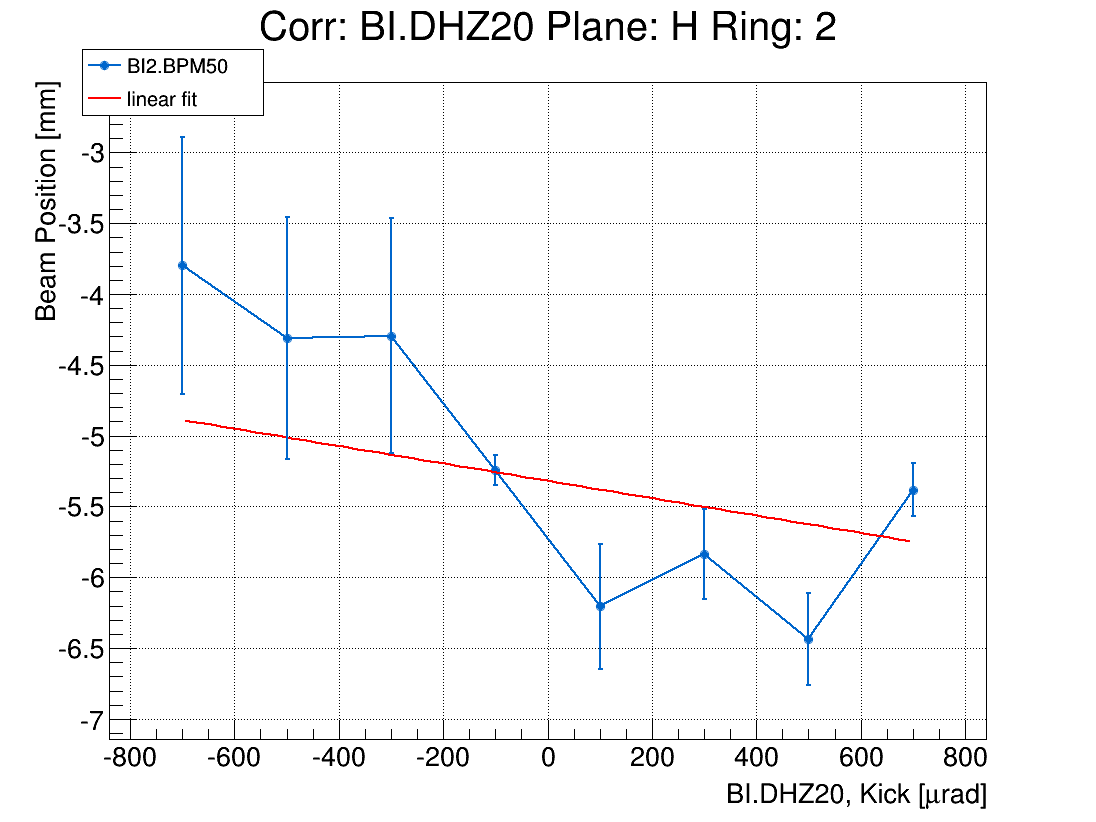 Corr: BI.DHZ20 Plane: H Ring: 2
BI2.BPM50
linear fit
Beam Position [mm]
-3
-3.5
-4
-4.5
-5
-5.5
-6
-6.5
-7
-800 -600 -400 -200 0 200 400 600 800
BI.DHZ20, Kick [μrad]